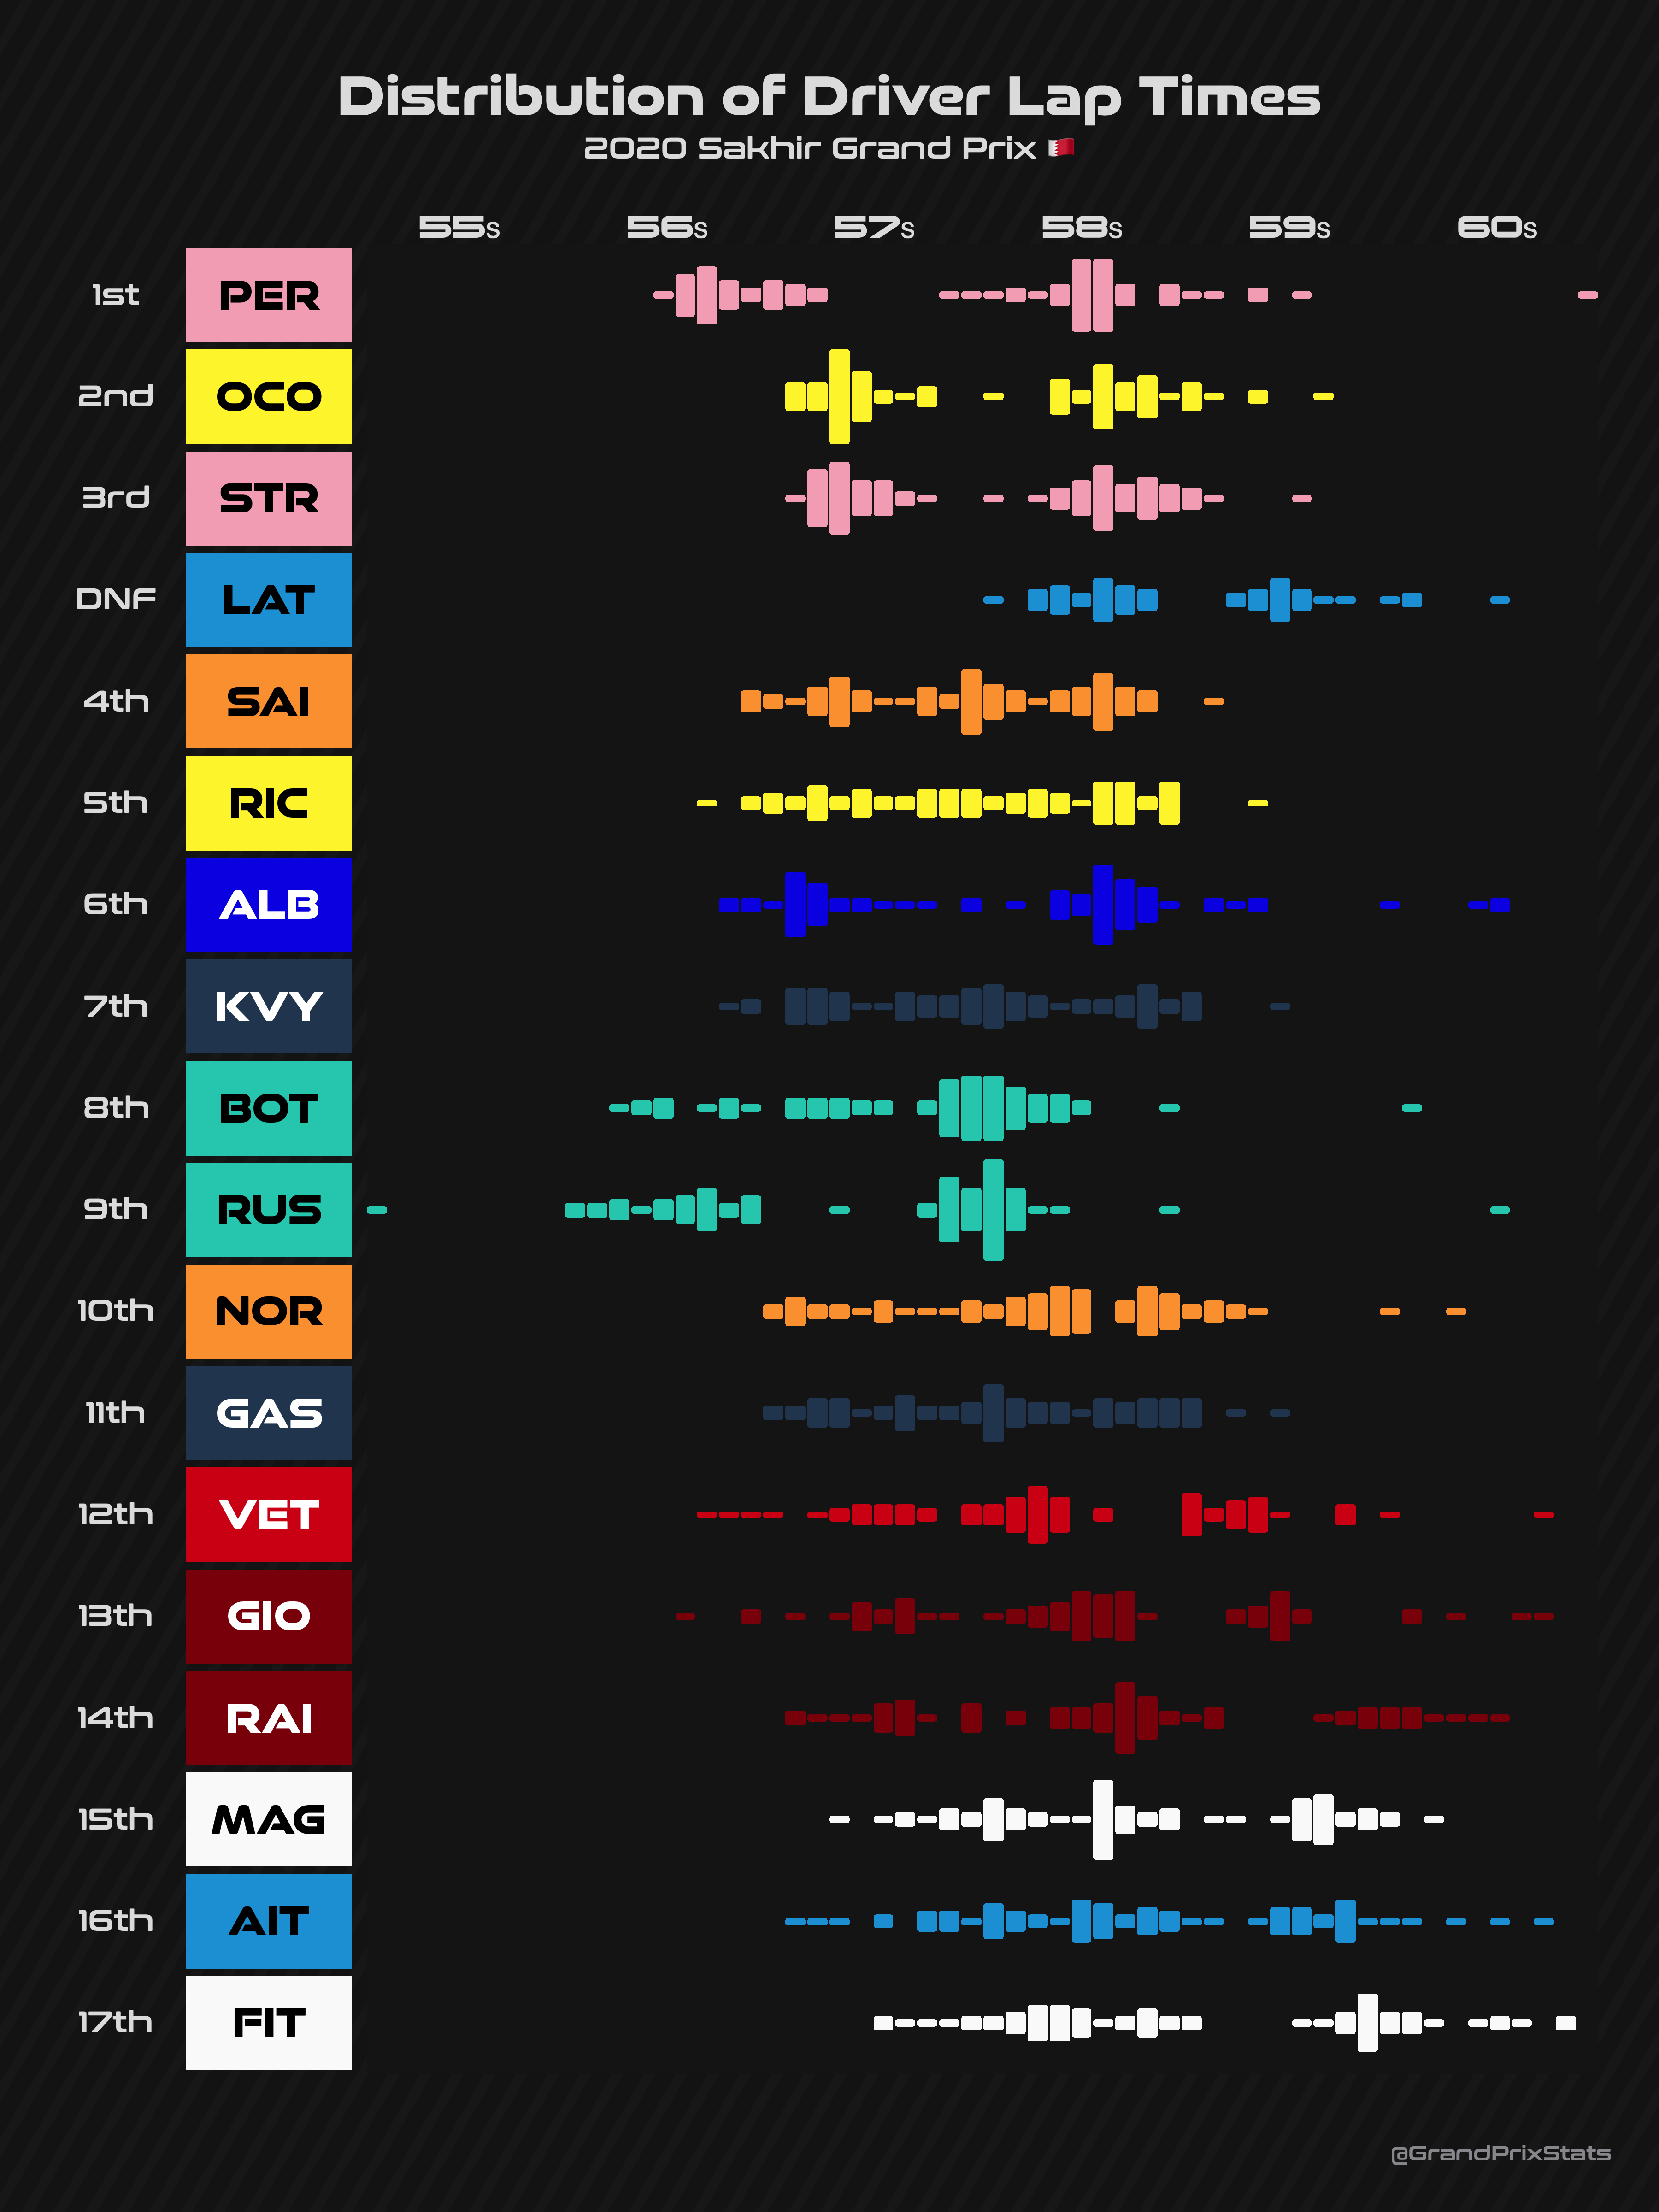 Distribution of Driver Lap Times
2020 Sakhir Grand Prix 🇧🇭
55s 56s 57s 58s 59s 60s
1st PER
2nd OCO
3rd STR
DNF LAT
4th SAI
5th RIC
6th ALB
7th KVY
8th BOT
9th RUS
10th NOR
11th GAS
12th VET
13th GIO
14th RAI
15th MAG
16th AIT
17th FIT
@GrandPrixStats